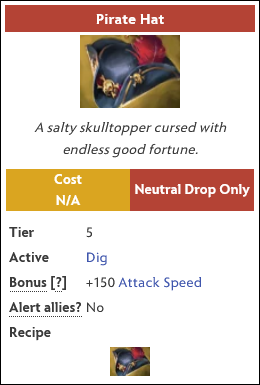 Pirate Hat
A salty skulltopper cursed with
endless good fortune.
Cost
N/A
Neutral Drop Only
Tier 5
Active Dig
Bonus [?] +150 Attack Speed
Alert allies? No
Recipe